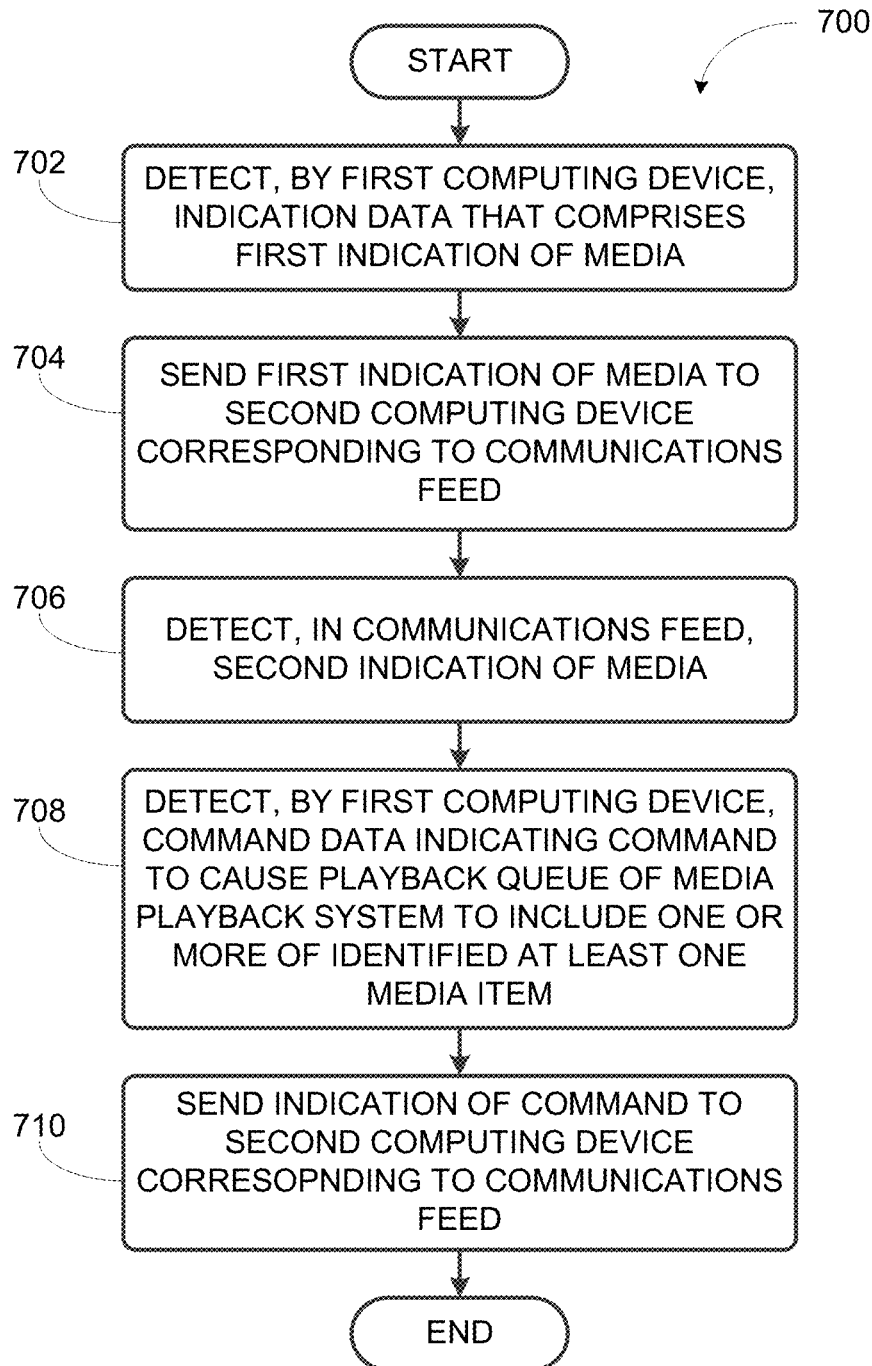 700
START
702
DETECT, BY FIRST COMPUTING DEVICE,
INDICATION DATA THAT COMPRISES
FIRST INDICATION OF MEDIA
704
SEND FIRST INDICATION OF MEDIA TO
SECOND COMPUTING DEVICE
CORRESPONDING TO COMMUNICATIONS
FEED
706
DETECT, IN COMMUNICATIONS FEED,
SECOND INDICATION OF MEDIA
708
DETECT, BY FIRST COMPUTING DEVICE,
COMMAND DATA INDICATING COMMAND
TO CAUSE PLAYBACK QUEUE OF MEDIA
PLAYBACK SYSTEM TO INCLUDE ONE OR
MORE OF IDENTIFIED AT LEAST ONE
MEDIA ITEM
710
SEND INDICATION OF COMMAND TO
SECOND COMPUTING DEVICE
CORRESOPNDING TO COMMUNICATIONS
FEED
END